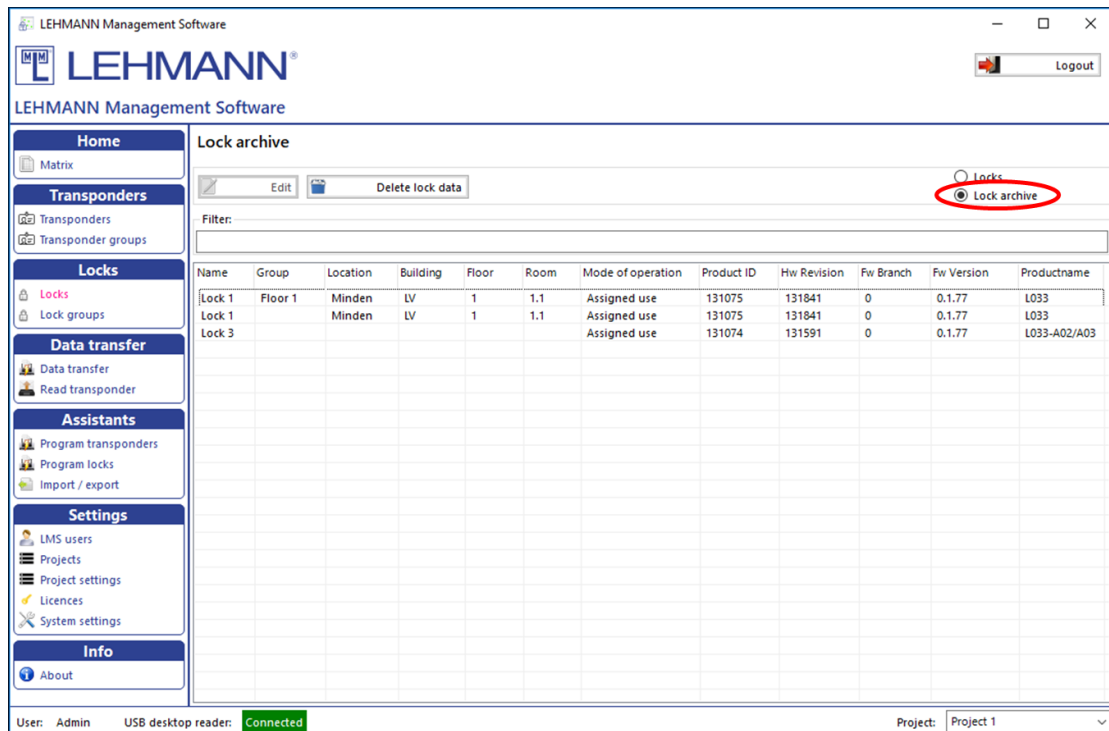 LEHMANN Management Software
LEHMANN®
Logout
LEHMANN Management Software
Home
Matrix
Transponders
Transponders
Transponder groups
Locks
Locks
Lock groups
Data transfer
Data transfer
Read transponder
Assistants
Program transponders
Program locks
Import / export
Settings
LMS users
Projects
Project settings
Licences
System settings
Info
About
Lock archive
Edit Delete lock data
Locks
Lock archive
Filter:
Name Group Location Building Floor Room Mode of operation Product ID Hw Revision Fw Branch Fw Version Productname
Lock 1 Floor 1 Minden LV 1 1.1 Assigned use 131075 131841 0 0.1.77 L033
Lock 1 Minden LV 1 1.1 Assigned use 131075 131841 0 0.1.77 L033
Lock 3 Assigned use 131074 131591 0 0.1.77 L033-A02/A03
User: Admin USB desktop reader: Connected Project: Project 1